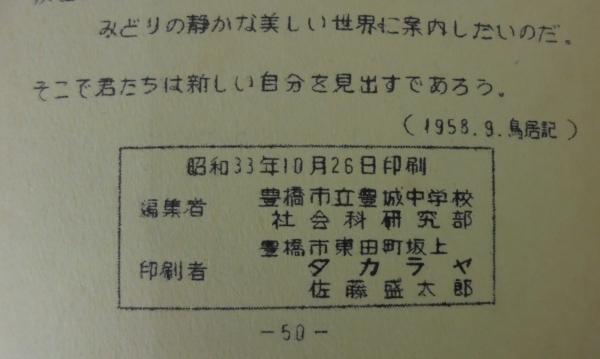 みどりの静かな美しい世界に案内したいのだ。
そこで君たちは新しい自分を見出すであろう。
(1958.9.鳥居記)
昭和33年10月26日印刷
編集者 豊橋市立豊城中学校
社会科研究部
豊橋市東田町坂上
印刷者 タカラヤ
佐藤盛太郎
-50-